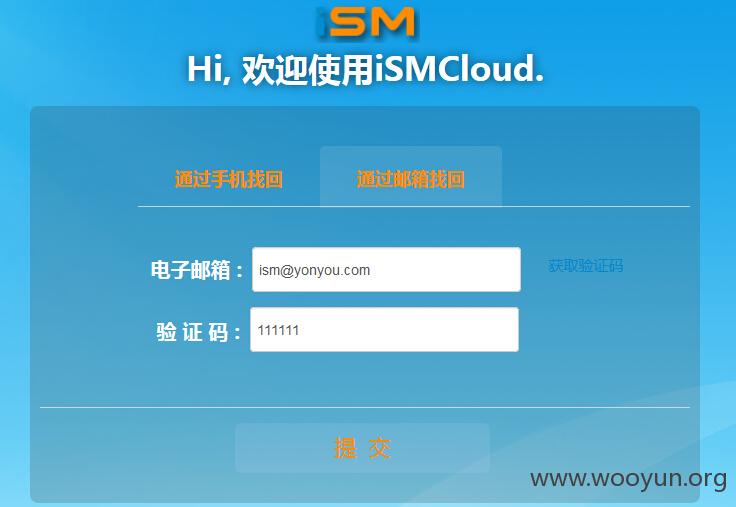 iSM
Hi, 欢迎使用iSMCloud.
通过手机找回 通过邮箱找回
电子邮箱： ism@yonyou.com 获取验证码
验 证 码： 111111
提 交
www.wooyun.org